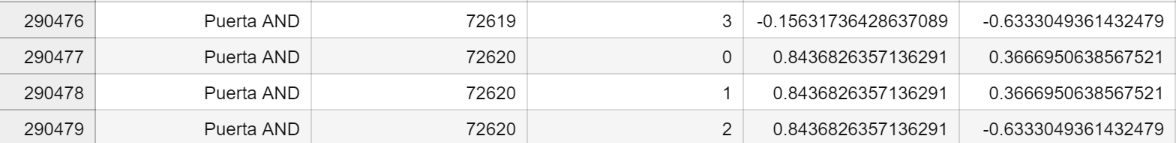 290476 Puerta AND 72619 3 -0.15631736428637089 -0.6333049361432479
290477 Puerta AND 72620 0 0.8436826357136291 0.3666950638567521
290478 Puerta AND 72620 1 0.8436826357136291 0.3666950638567521
290479 Puerta AND 72620 2 0.8436826357136291 -0.6333049361432479